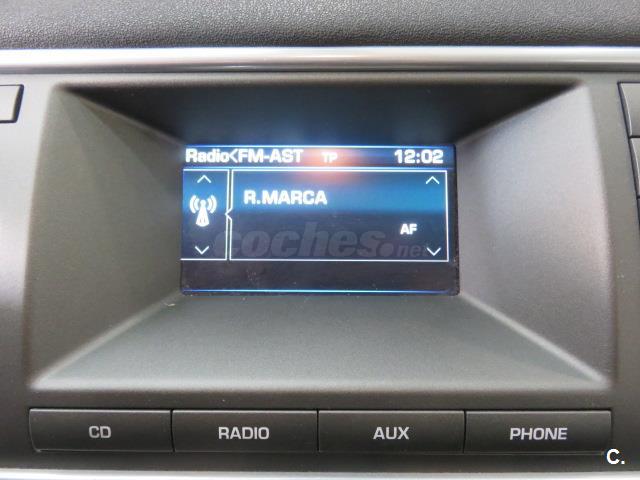 Radio<FM-AST TP 12:02
R.MARCA
AF
coches.net
CD RADIO AUX PHONE
C.